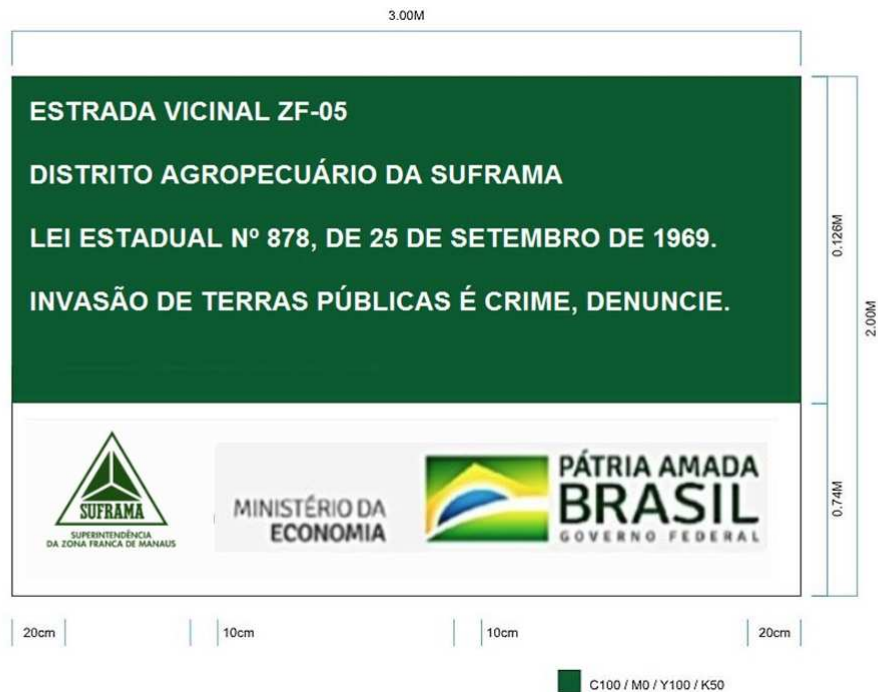 3.00M
ESTRADA VICINAL ZF-05
DISTRITO AGROPECUÁRIO DA SUFRAMA
LEI ESTADUAL Nº 878, DE 25 DE SETEMBRO DE 1969.
INVASÃO DE TERRAS PÚBLICAS É CRIME, DENUNCIE.
0.126M
2.00M
SUFRAMA
SUPERINTENDÊNCIA
DA ZONA FRANCA DE MANAUS
MINISTÉRIO DA
ECONOMIA
PÁTRIA AMADA
BRASIL
GOVERNO FEDERAL
0.74M
20cm
10cm
10cm
20cm
C100 / M0 / Y100 / K50